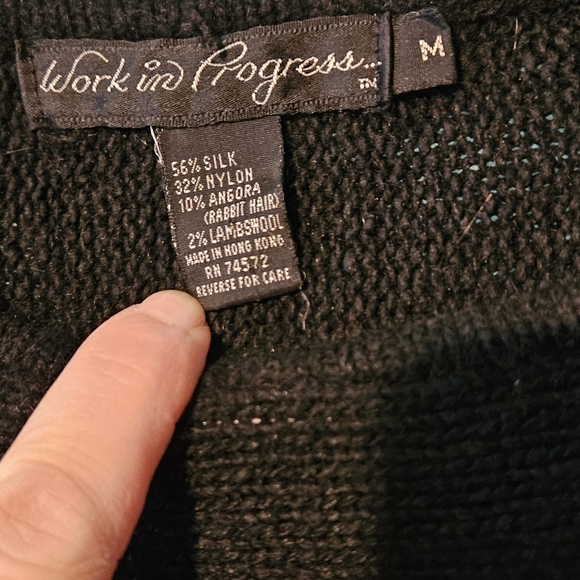 Work in Progress... ™
M
56% SILK
32% NYLON
10% ANGORA
(RABBIT HAIR)
2% LAMBSWOOL
MADE IN HONG KONG
RN 74572
REVERSE FOR CARE